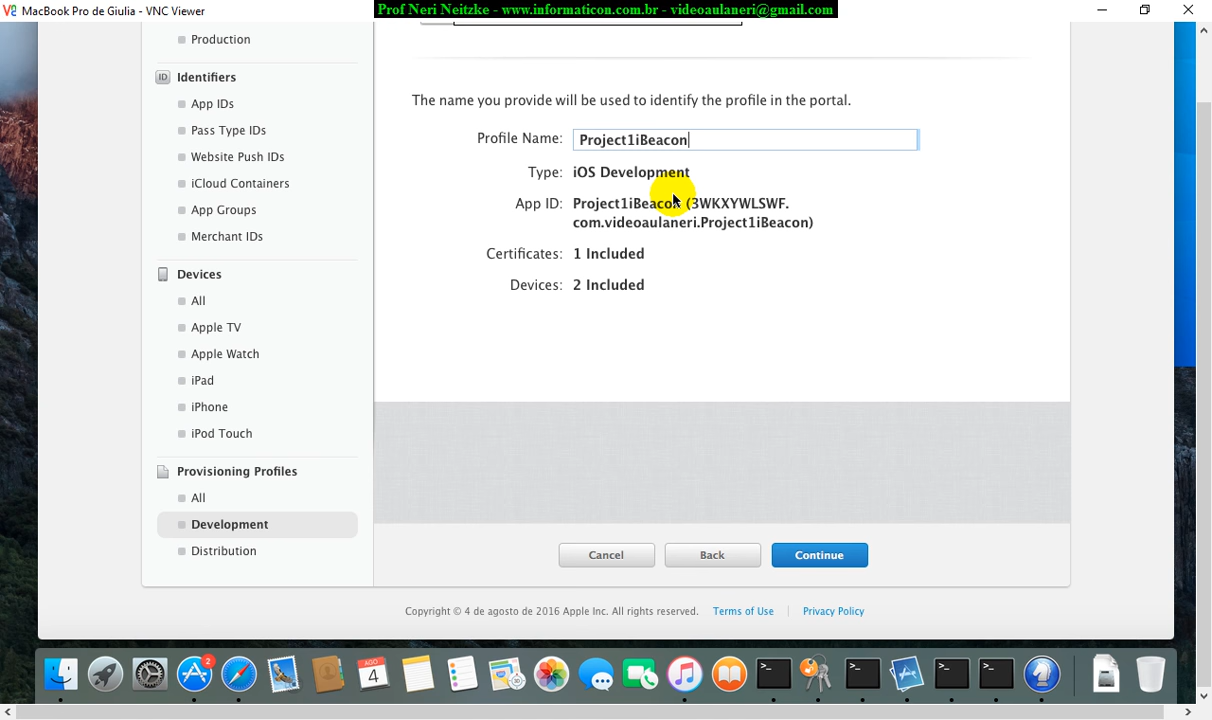 MacBook Pro de Giulia - VNC Viewer
Prof Neri Neitzke - www.informaticon.com.br - videoaulaneri@gmail.com
Production
ID Identifiers
App IDs
Pass Type IDs
Website Push IDs
iCloud Containers
App Groups
Merchant IDs
Devices
All
Apple TV
Apple Watch
iPad
iPhone
iPod Touch
Provisioning Profiles
All
Development
Distribution
The name you provide will be used to identify the profile in the portal.
Profile Name: Project1iBeacon
Type: iOS Development
App ID: Project1iBeacon (3WKXYWLSWF.
com.videoaulaneri.Project1iBeacon)
Certificates: 1 Included
Devices: 2 Included
Cancel
Back
Continue
Copyright © 4 de agosto de 2016 Apple Inc. All rights reserved. Terms of Use | Privacy Policy
2
AGO
4